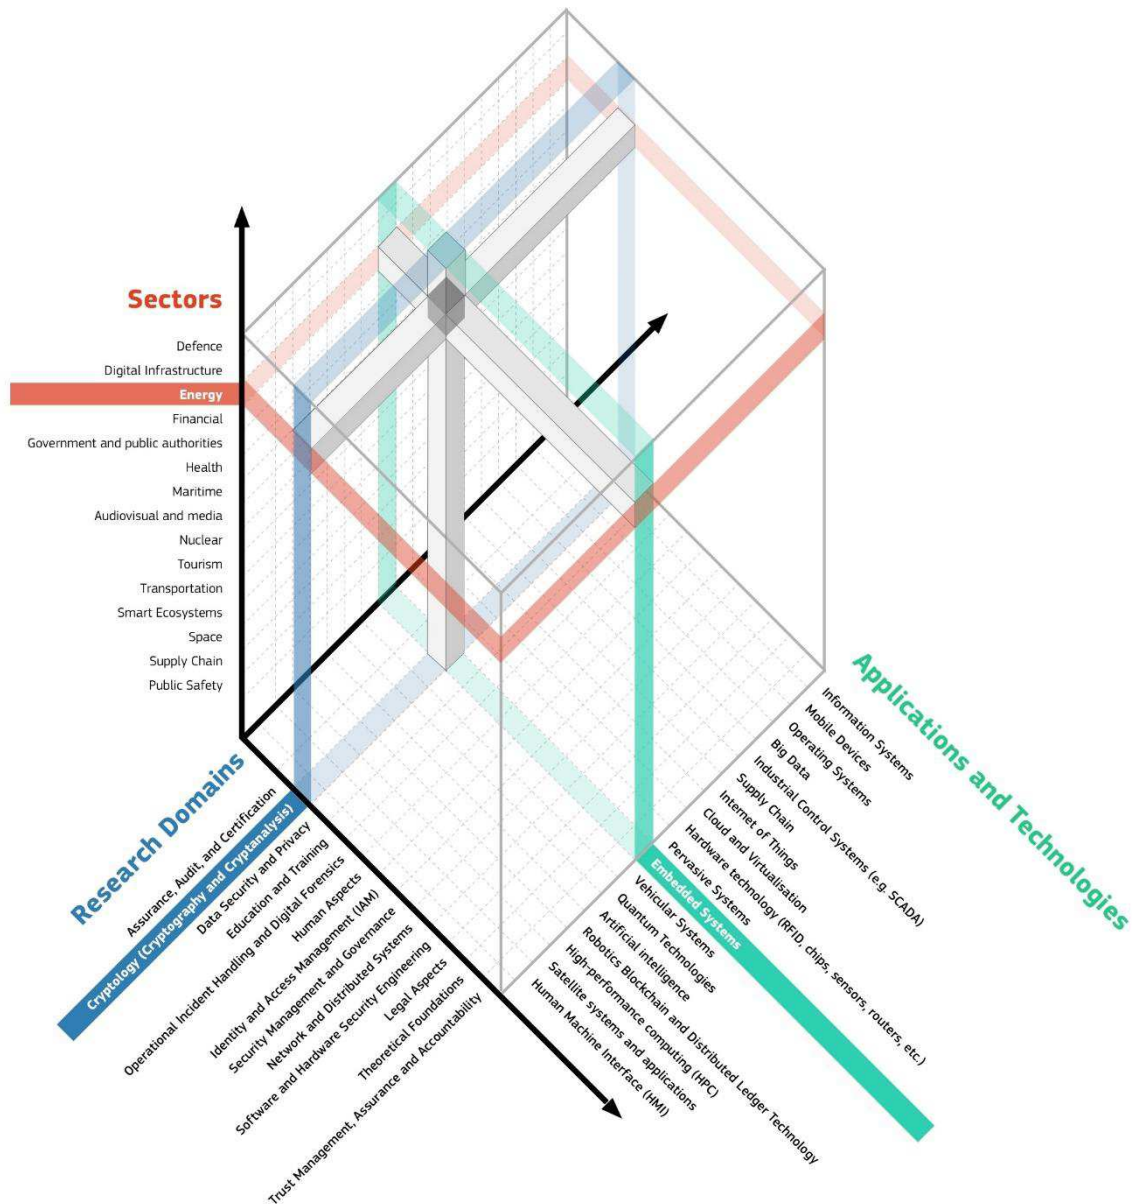 Sectors
Defence
Digital Infrastructure
Energy
Financial
Government and public authorities
Health
Maritime
Audiovisual and media
Nuclear
Tourism
Transportation
Smart Ecosystems
Space
Supply Chain
Public Safety
Research Domains
Assurance, Audit, and Certification
Cryptology (Cryptography and Cryptanalysis)
Data Security and Privacy
Education and Training
Operational Incident Handling and Digital Forensics
Human Aspects
Identity and Access Management (IAM)
Security Management and Governance
Network and Distributed Systems
Software and Hardware Security Engineering
Legal Aspects
Theoretical Foundations
Trust Management, Assurance and Accountability
Applications and Technologies
Information Systems
Mobile Devices
Operating Systems
Big Data
Industrial Control Systems (e.g. SCADA)
Supply Chain
Internet of Things
Cloud and Virtualisation
Hardware technology (RFID, chips, sensors, routers, etc.)
Pervasive Systems
Embedded Systems
Vehicular Systems
Quantum Technologies
Artificial intelligence
Robotics Blockchain and Distributed Ledger Technology
High-performance computing (HPC)
Satellite systems and applications
Human Machine Interface (HMI)